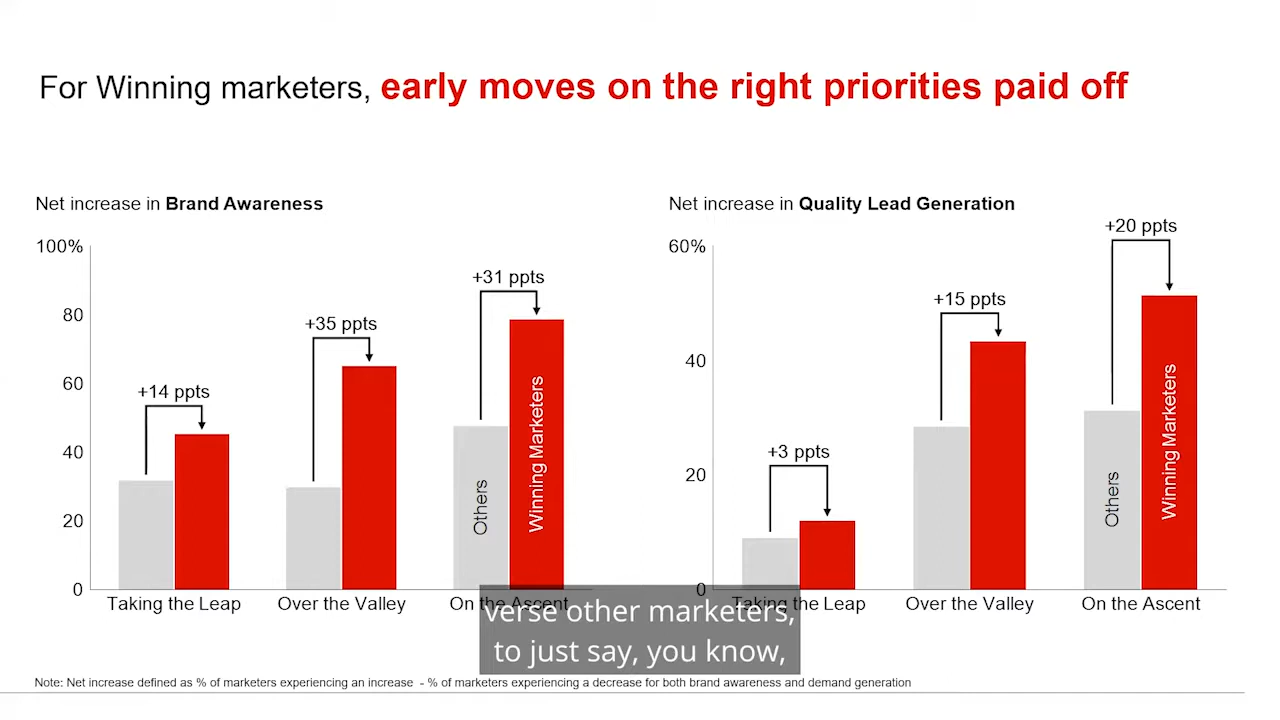 For Winning marketers, early moves on the right priorities paid off
Net increase in Brand Awareness
100%
80
60
40
20
0
+14 ppts
+35 ppts
+31 ppts
Others
Winning Marketers
Taking the Leap
Over the Valley
On the Ascent
Net increase in Quality Lead Generation
60%
40
20
0
+3 ppts
+15 ppts
+20 ppts
Others
Winning Marketers
Taking the Leap
Over the Valley
On the Ascent
verse other marketers,
to just say, you know,
Note: Net increase defined as % of marketers experiencing an increase - % of marketers experiencing a decrease for both brand awareness and demand generation